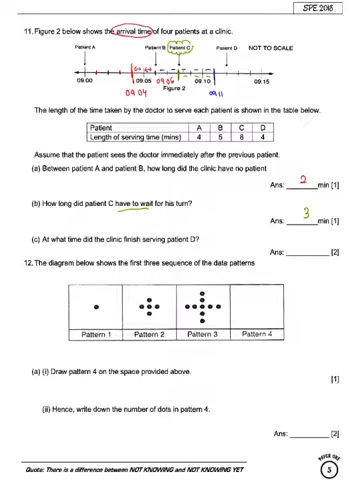 SPE 2018
11. Figure 2 below shows the arrival time of four patients at a clinic.
Patient A Patient B Patient C Patient D NOT TO SCALE
09.00 09.05 09.06 09.10 09.15
09.04 Figure 2 09.11
The length of time taken by the doctor to serve each patient is shown in the table below.
Patient A B C D
Length of serving time (mins) 4 5 8 4
Assume that the patient sees the doctor immediately after the previous patient.
(a) Between patient A and patient B, how long did the clinic have no patient
Ans: 2 min [1]
(b) How long did patient C have to wait for his turn?
Ans: 3 min [1]
(c) At what time did the clinic finish serving patient D?
Ans: ________ [2]
12. The diagram below shows the first three sequence of the data patterns
Pattern 1 Pattern 2 Pattern 3 Pattern 4
(a) (i) Draw pattern 4 on the space provided above.
[1]
(ii) Hence, write down the number of dots in pattern 4.
Ans: ________ [2]
PAPER ONE
5
Quote: There is a difference between NOT KNOWING and NOT KNOWING YET